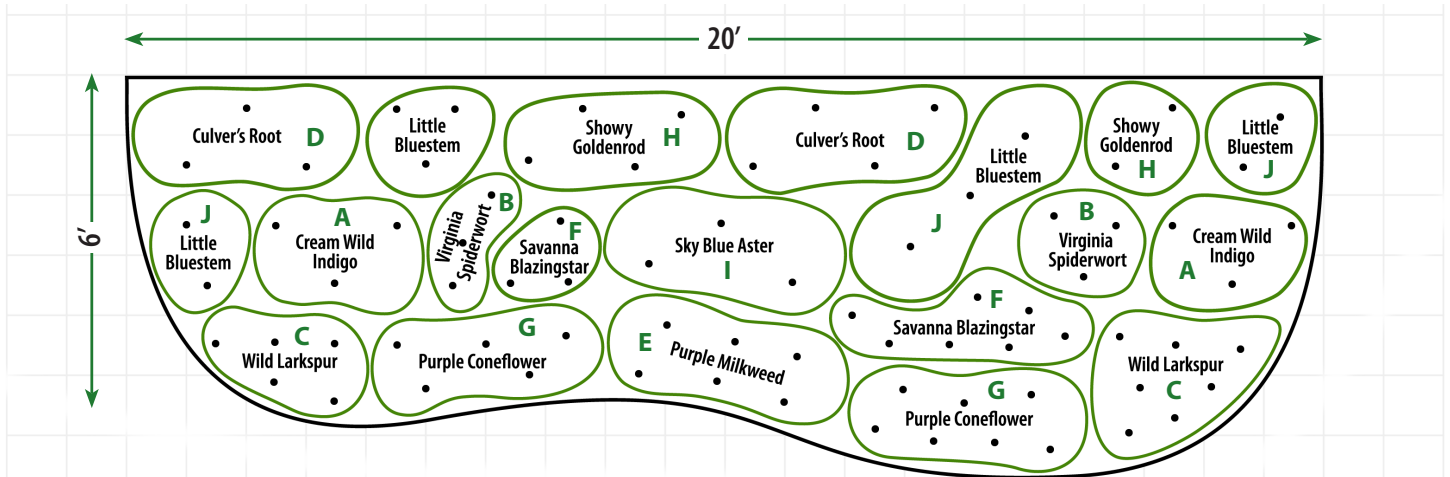 20′
6′
Culver’s Root D
Little
Bluestem
Showy
Goldenrod H
Culver’s Root D
Little
Bluestem
J
Showy
Goldenrod
H
Little
Bluestem
J
J
Little
Bluestem
A
Cream Wild
Indigo
B
Virginia
Spiderwort
F
Savanna
Blazingstar
Sky Blue Aster
I
B
Virginia
Spiderwort
Cream Wild
Indigo
A
C
Wild Larkspur
G
Purple Coneflower
E Purple Milkweed
F
Savanna Blazingstar
G
Purple Coneflower
Wild Larkspur
C